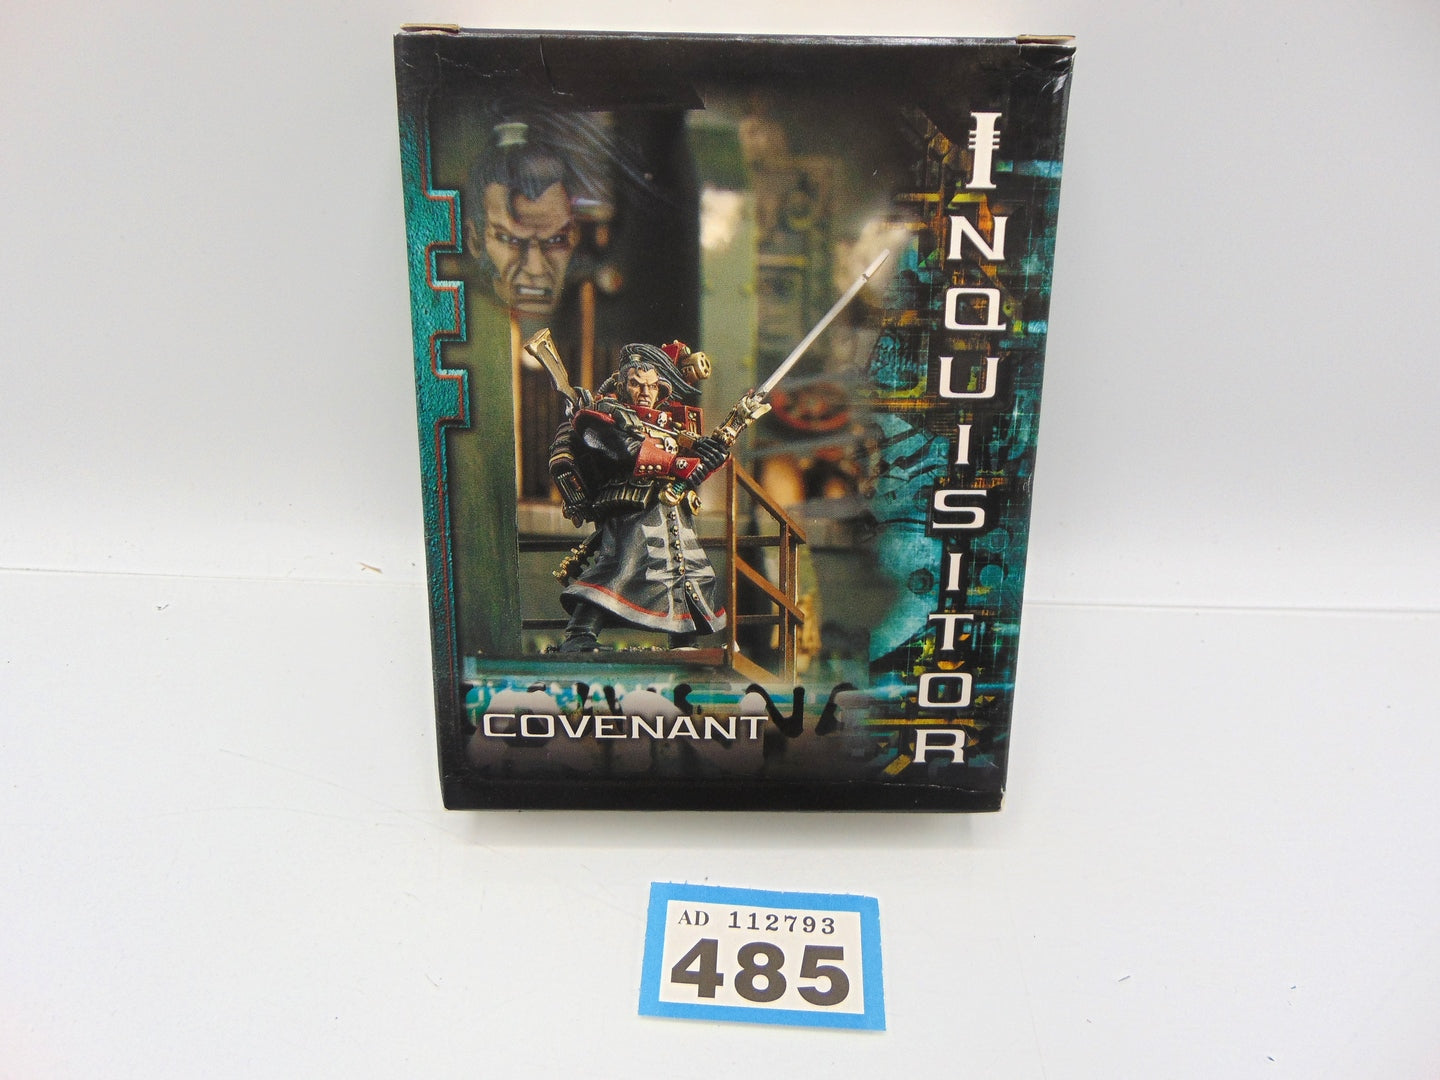 INQUISITOR
COVENANT
AD 112793
485